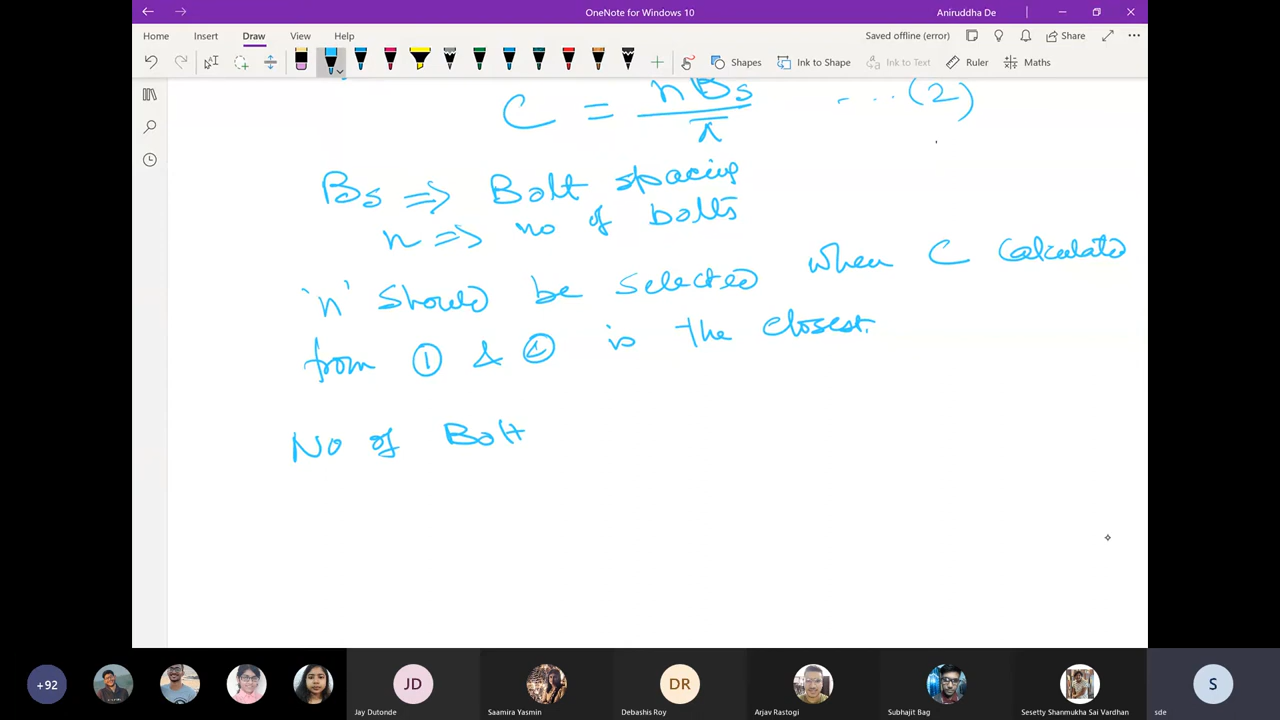 OneNote for Windows 10
Aniruddha De
Home Insert Draw View Help
Saved offline (error) Share
Shapes Ink to Shape Ink to Text Ruler Maths
C = nBs / π ....(2)
Bs ⇒ Bolt spacing
n ⇒ no of bolts
'n' should be selected when C calculated
from ① & ② is the closest.
No of Bolt
+92
JD DR S
Jay Dutonde Saamira Yasmin Debashis Roy Arjav Rastogi Subhajit Bag Sesetty Shanmukha Sai Vardhan sde